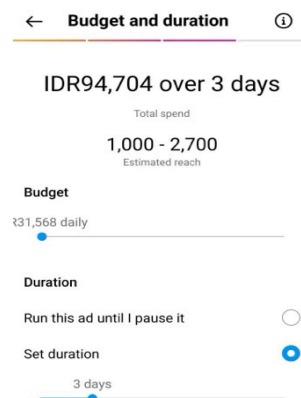 Budget and duration
IDR94,704 over 3 days
Total spend
1,000 - 2,700
Estimated reach
Budget
31,568 daily
Duration
Run this ad until I pause it
Set duration
3 days